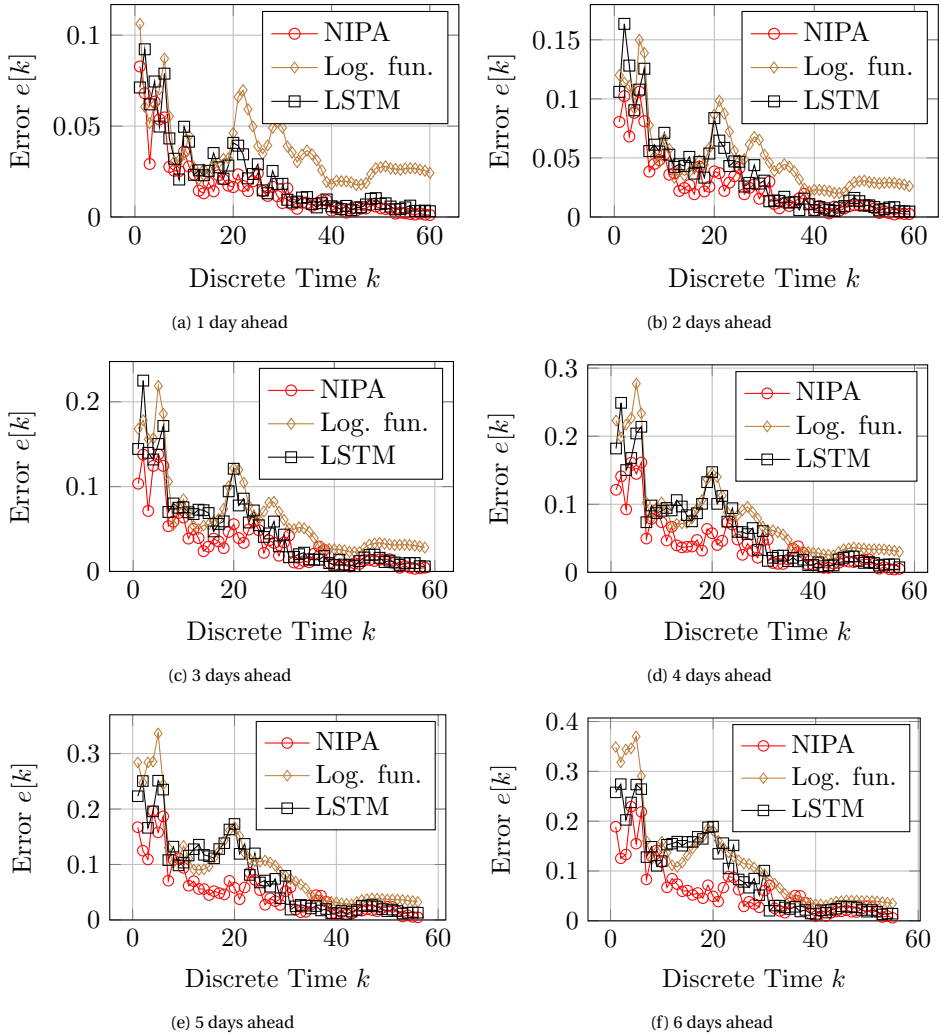 0.1
0.05
0
0
20
40
60
Error e[k]
Discrete Time k
NIPA
Log. fun.
LSTM
(a) 1 day ahead
0.15
0.1
0.05
0
0
20
40
60
Error e[k]
Discrete Time k
NIPA
Log. fun.
LSTM
(b) 2 days ahead
0.2
0.1
0
0
20
40
60
Error e[k]
Discrete Time k
NIPA
Log. fun.
LSTM
(c) 3 days ahead
0.3
0.2
0.1
0
0
20
40
60
Error e[k]
Discrete Time k
NIPA
Log. fun.
LSTM
(d) 4 days ahead
0.3
0.2
0.1
0
0
20
40
60
Error e[k]
Discrete Time k
NIPA
Log. fun.
LSTM
(e) 5 days ahead
0.4
0.3
0.2
0.1
0
0
20
40
60
Error e[k]
Discrete Time k
NIPA
Log. fun.
LSTM
(f) 6 days ahead